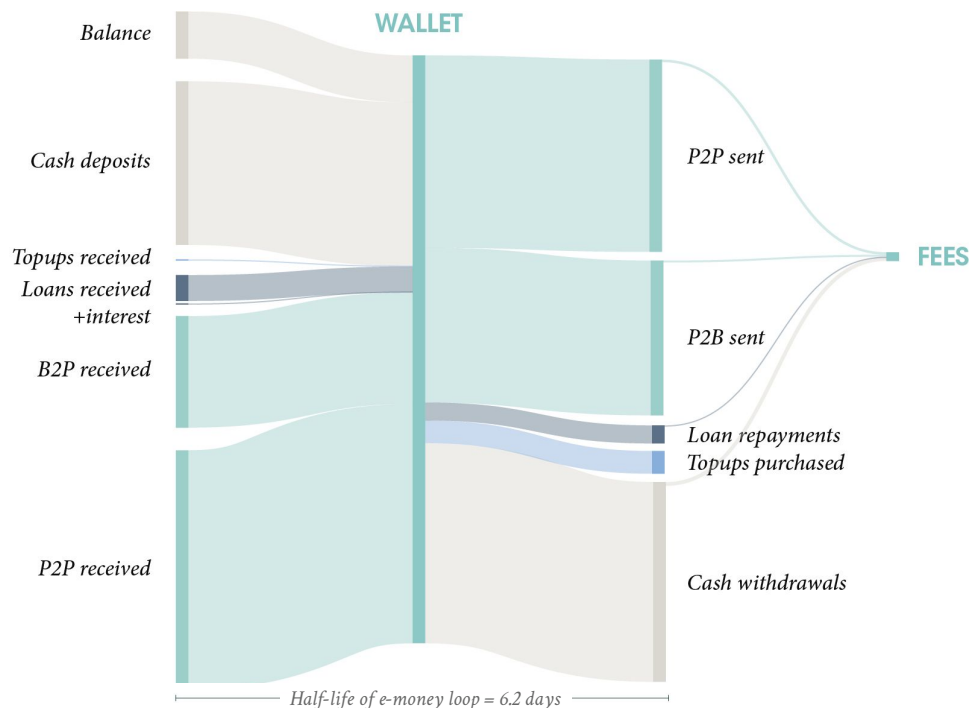 WALLET
Balance
Cash deposits
Topups received
Loans received
+interest
B2P received
P2P received
P2P sent
P2B sent
Loan repayments
Topups purchased
Cash withdrawals
FEES
Half-life of e-money loop = 6.2 days